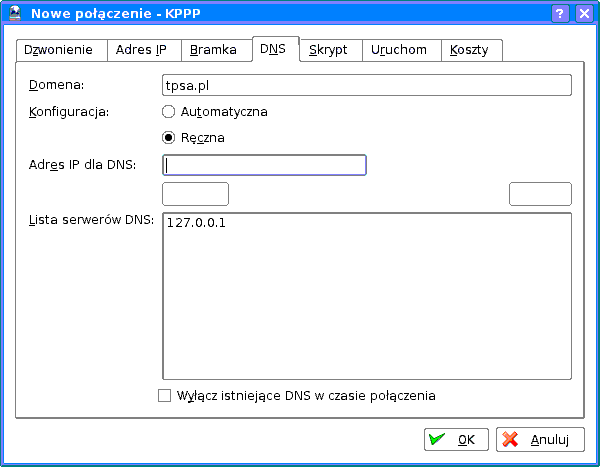 Nowe połączenie - KPPP
Dzwonienie Adres IP Bramka DNS Skrypt Uruchom Koszty
Domena: tpsa.pl
Konfiguracja: Automatyczna
Ręczna
Adres IP dla DNS:
Lista serwerów DNS: 127.0.0.1
Wyłącz istniejące DNS w czasie połączenia
OK Anuluj